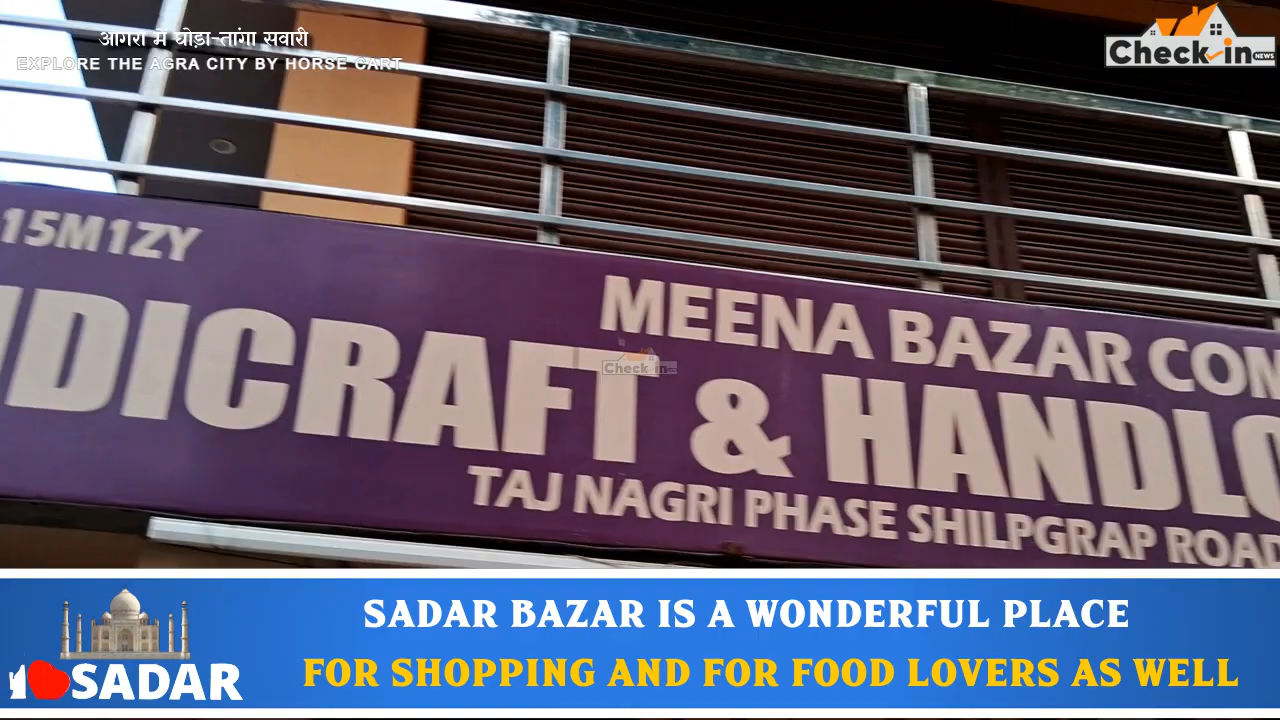 आगरा में घोड़ा-तांगा सवारी
EXPLORE THE AGRA CITY BY HORSE CART
Check-in NEWS
15M1ZY
MEENA BAZAR COM
NDICRAFT & HANDLO
Check-in
TAJ NAGRI PHASE SHILPGRAP ROAD
SADAR BAZAR IS A WONDERFUL PLACE
I SADAR
FOR SHOPPING AND FOR FOOD LOVERS AS WELL